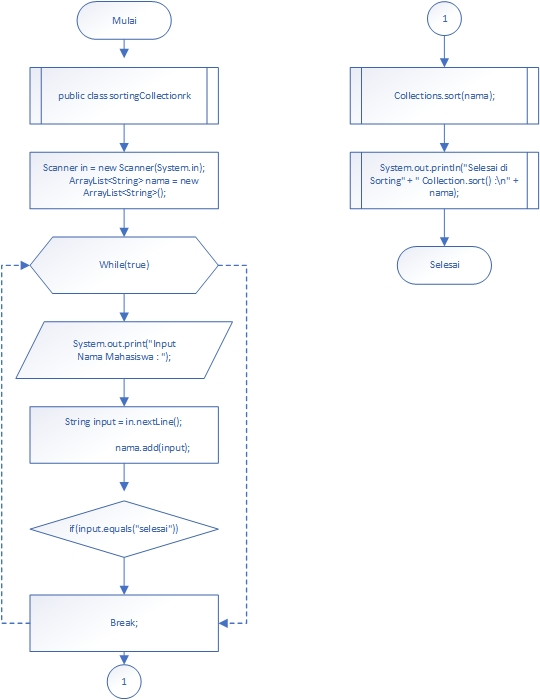 Mulai
public class sortingCollectionrk
Scanner in = new Scanner(System.in);
ArrayList<String> nama = new
ArrayList<String>();
While(true)
System.out.print("Input
Nama Mahasiswa : ");
String input = in.nextLine();
nama.add(input);
if(input.equals("selesai"))
Break;
1
1
Collections.sort(nama);
System.out.println("Selesai di
Sorting" + " Collection.sort() :\n" +
nama);
Selesai